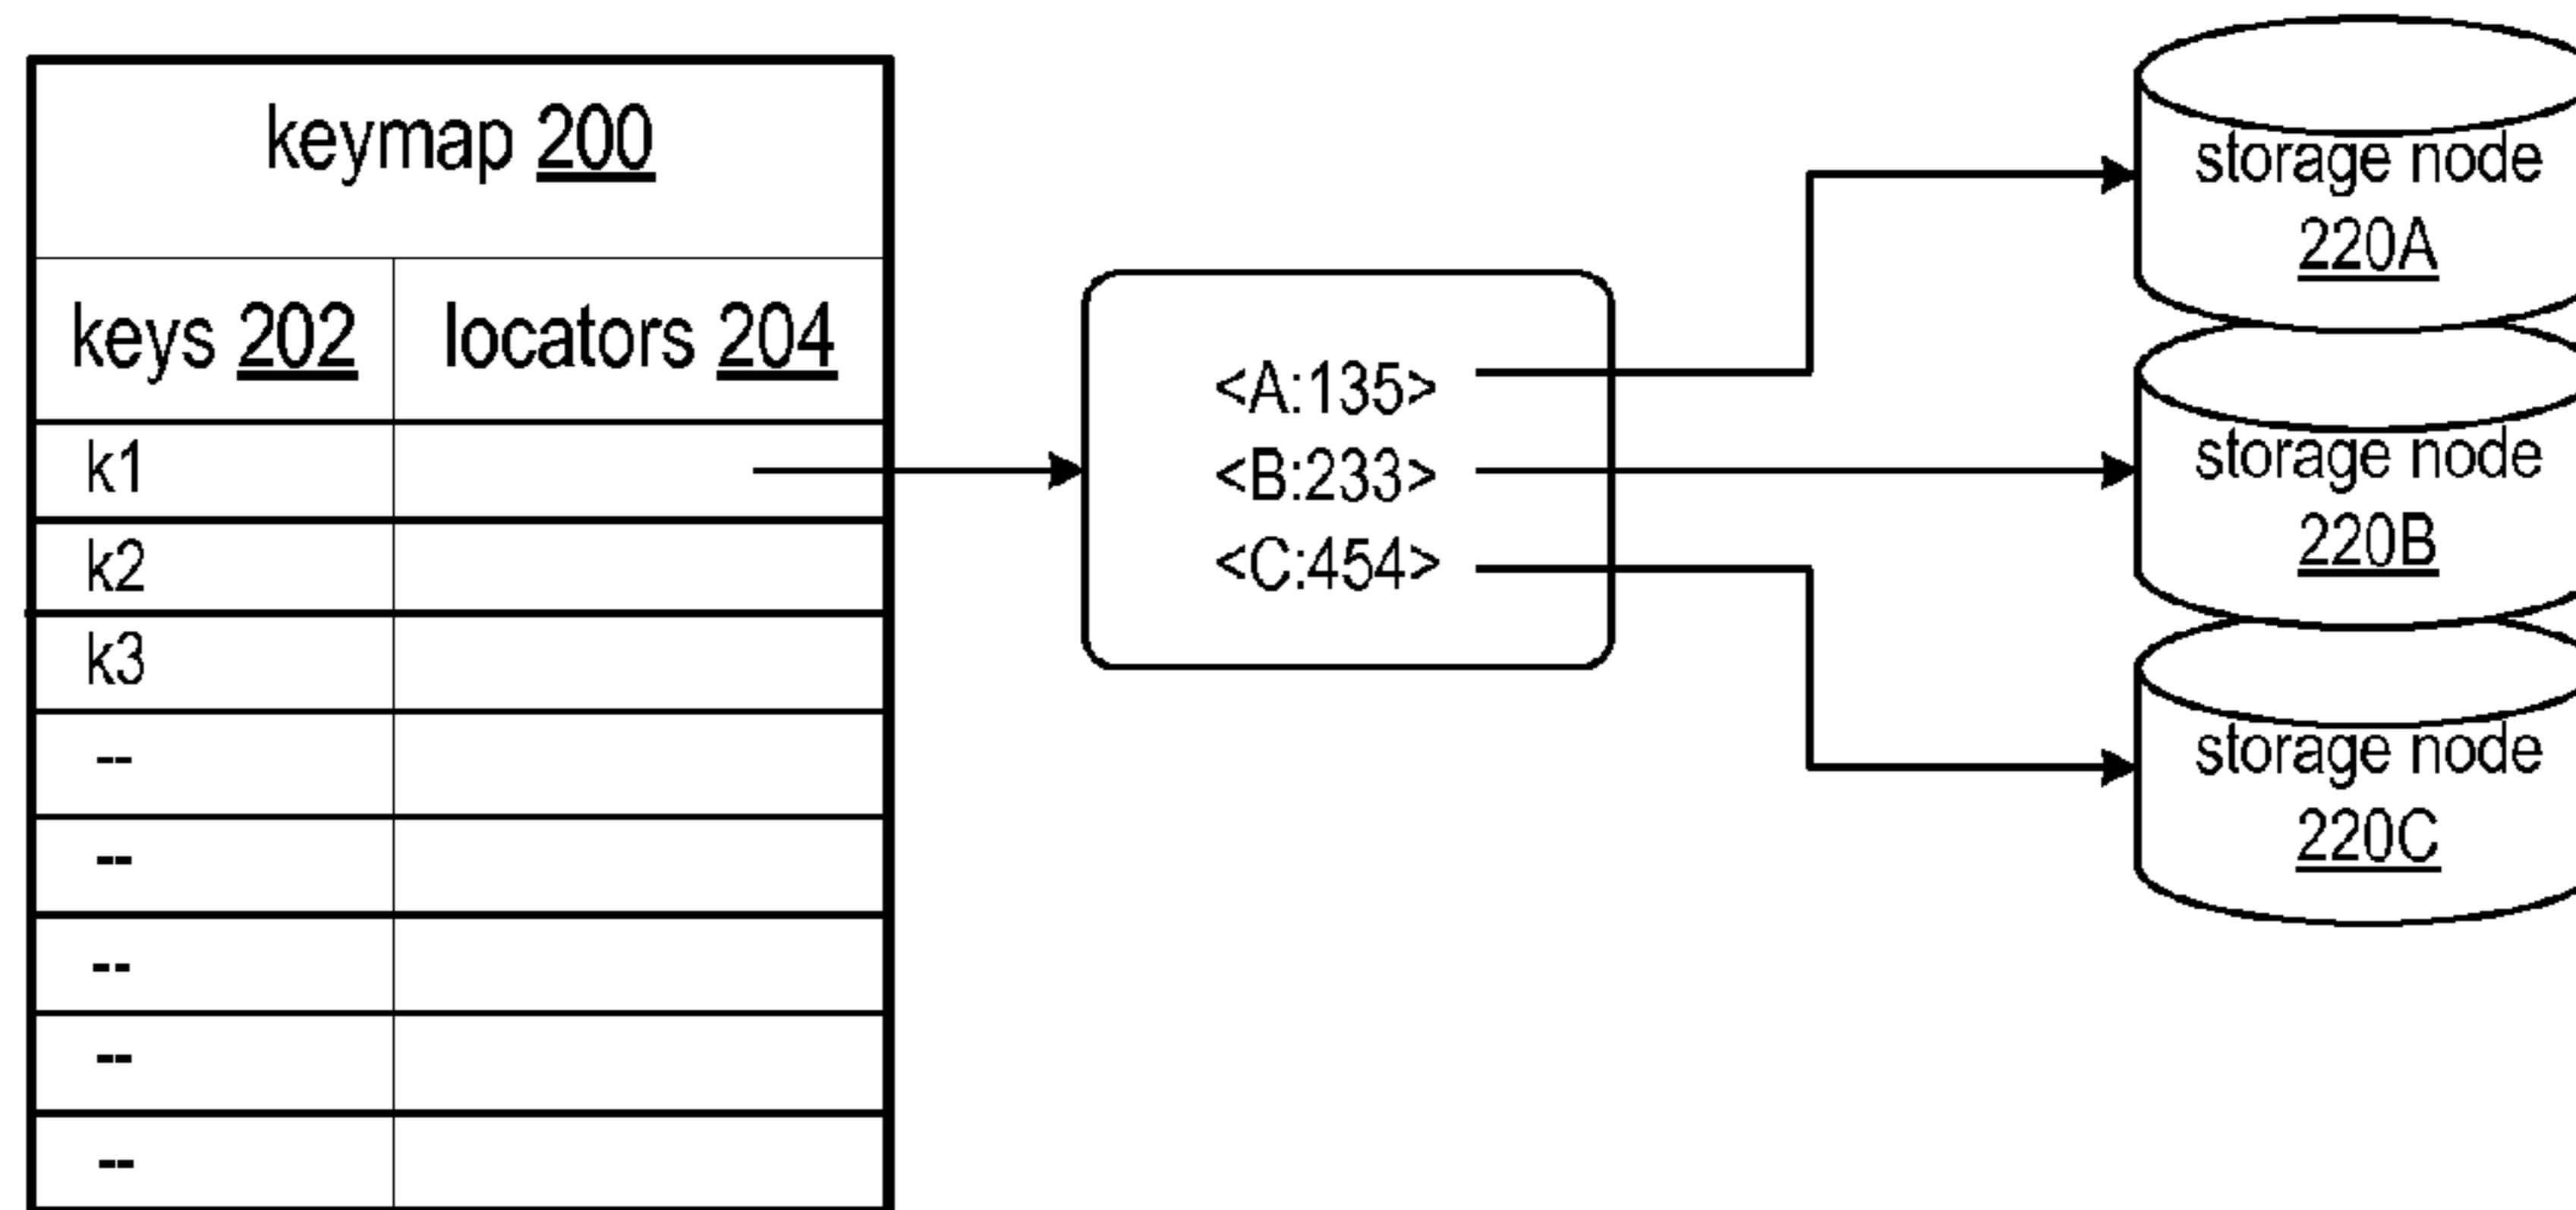 keymap 200
keys 202 locators 204
k1
k2
k3
--
--
--
--
--
<A:135>
<B:233>
<C:454>
storage node
220A
storage node
220B
storage node
220C